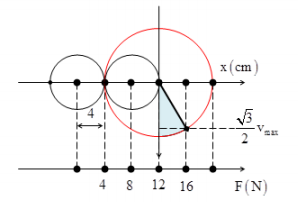 x(cm)
4
√3/2 v_max
4 8 12 16 F(N)